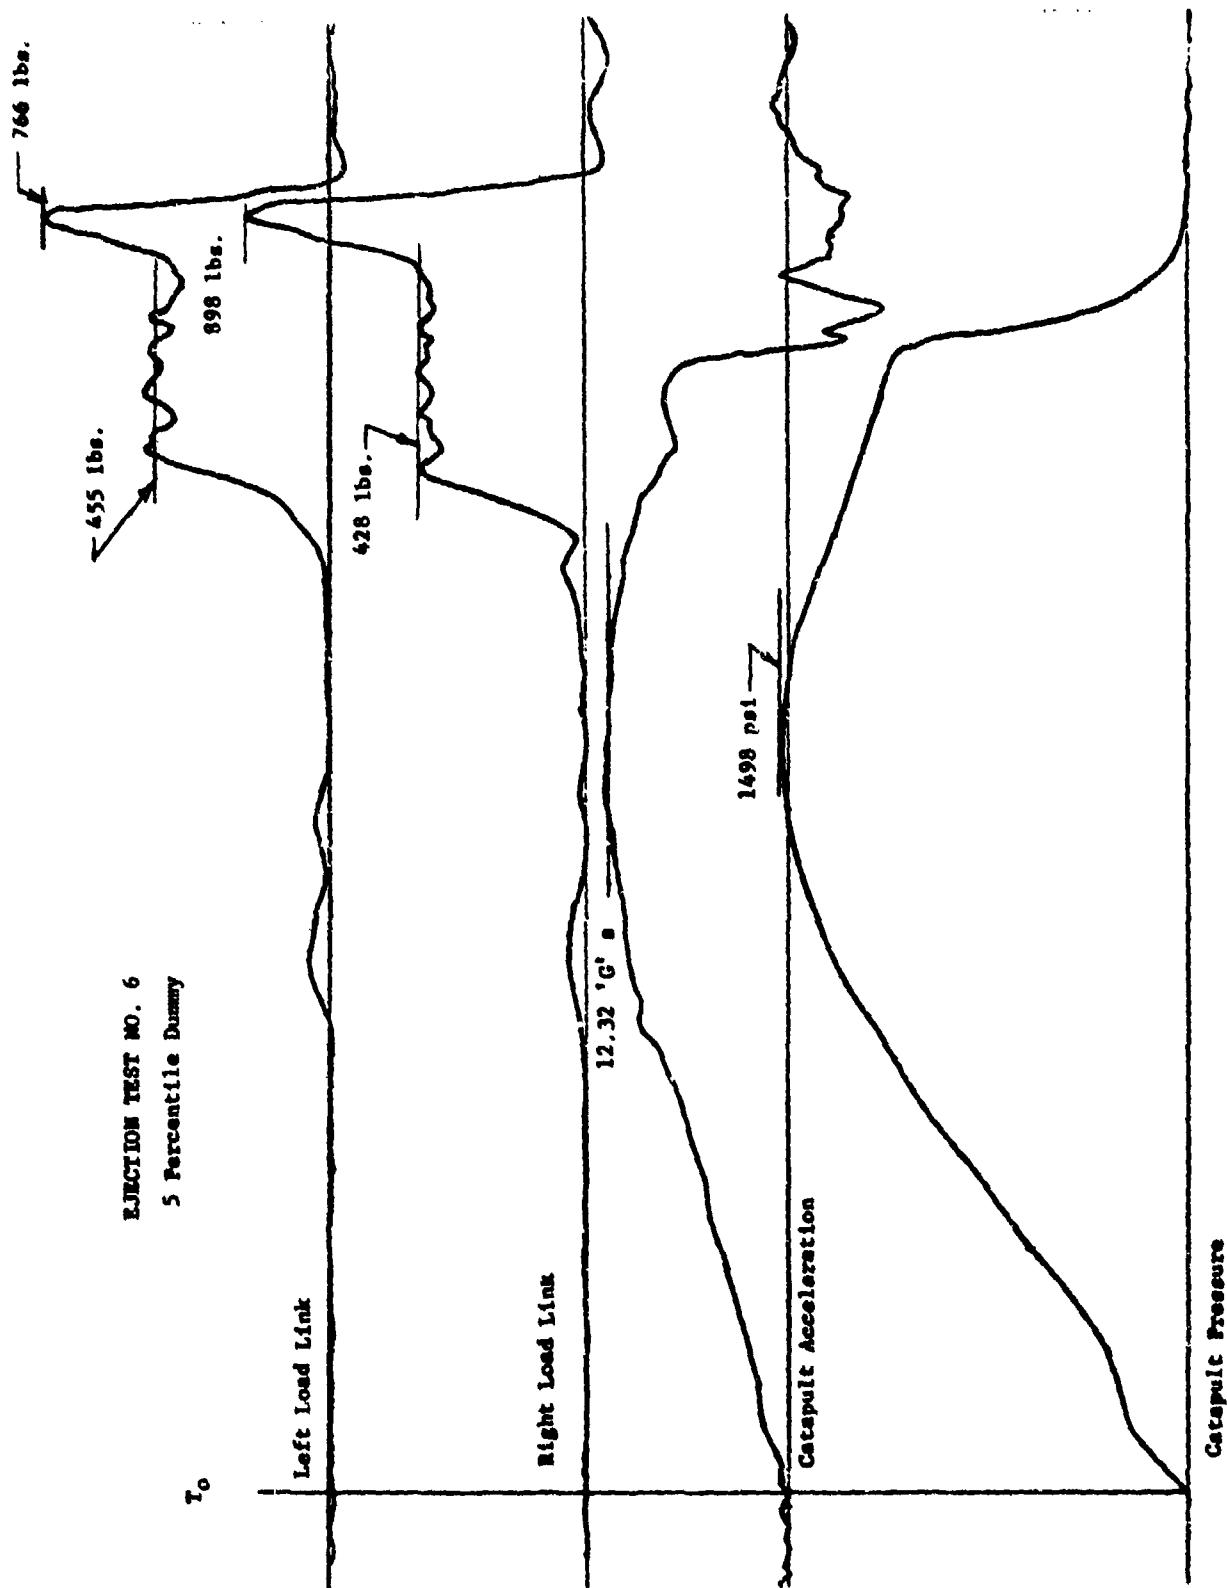 EJECTION TEST NO. 6
5 Percentile Dummy
T₀
766 lbs.
455 lbs.
Left Load Link
898 lbs.
428 lbs.
Right Load Link
12.32 'G' s
Catapult Acceleration
1498 psi
Catapult Pressure